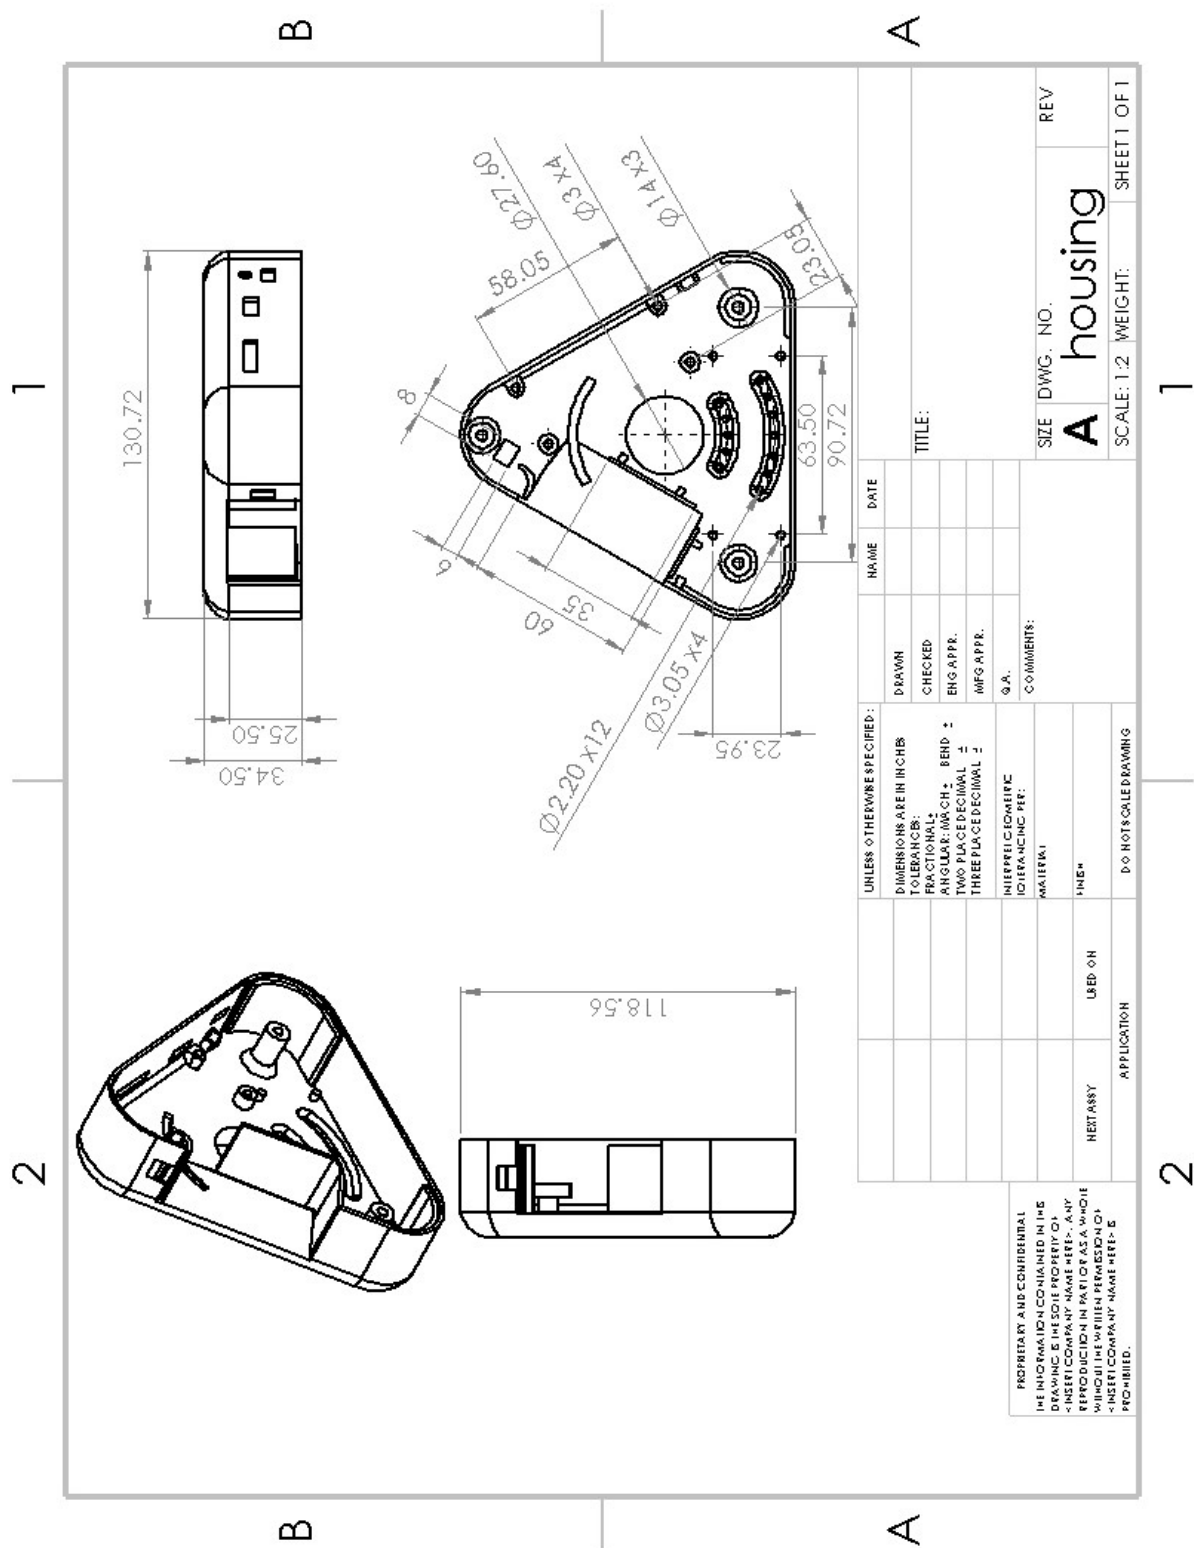 B
A
1
2
130.72
25.50
34.50
Ø27.60
Ø3 x4
Ø14 x3
58.05
23.05
8
6
60
35
63.50
90.72
Ø3.05 x4
Ø2.20 x12
23.95
118.56
UNLESS OTHERWISE SPECIFIED:
DIMENSIONS ARE IN INCHES
TOLERANCES:
FRACTIONAL±
ANGULAR: MACH± BEND ±
TWO PLACE DECIMAL ±
THREE PLACE DECIMAL ±
INTERPRET GEOMETRIC
TOLERANCING PER:
MATERIAL
FINISH
DO NOT SCALE DRAWING
NAME
DATE
DRAWN
CHECKED
ENG APPR.
MFG APPR.
Q.A.
COMMENTS:
TITLE:
SIZE
DWG. NO.
REV
A
housing
SCALE: 1:2
WEIGHT:
SHEET 1 OF 1
NEXT ASSY
USED ON
APPLICATION
PROPRIETARY AND CONFIDENTIAL
THE INFORMATION CONTAINED IN THIS
DRAWING IS THE SOLE PROPERTY OF
<INSERT COMPANY NAME HERE>. ANY
REPRODUCTION IN PART OR AS A WHOLE
WITHOUT THE WRITTEN PERMISSION OF
<INSERT COMPANY NAME HERE> IS
PROHIBITED.
B
A
1
2